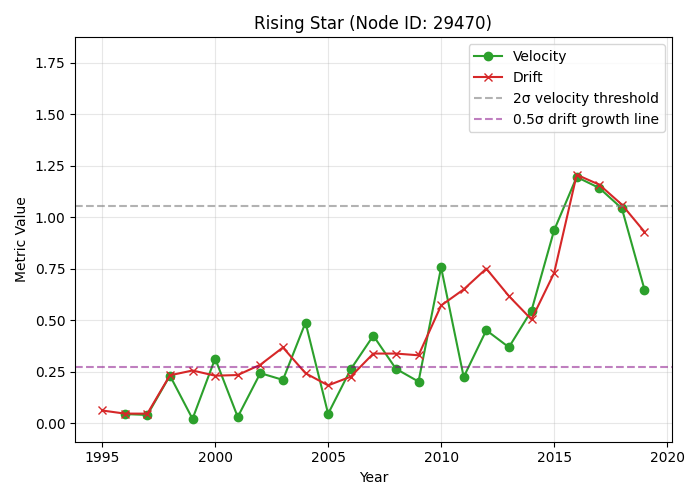 Rising Star (Node ID: 29470)
Velocity
Drift
2σ velocity threshold
0.5σ drift growth line
Metric Value
1.75
1.50
1.25
1.00
0.75
0.50
0.25
0.00
1995
2000
2005
2010
2015
2020
Year